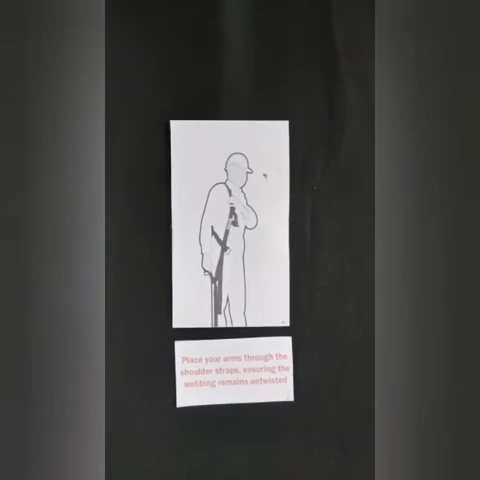 Place your arms through the
shoulder straps, ensuring the
webbing remains untwisted